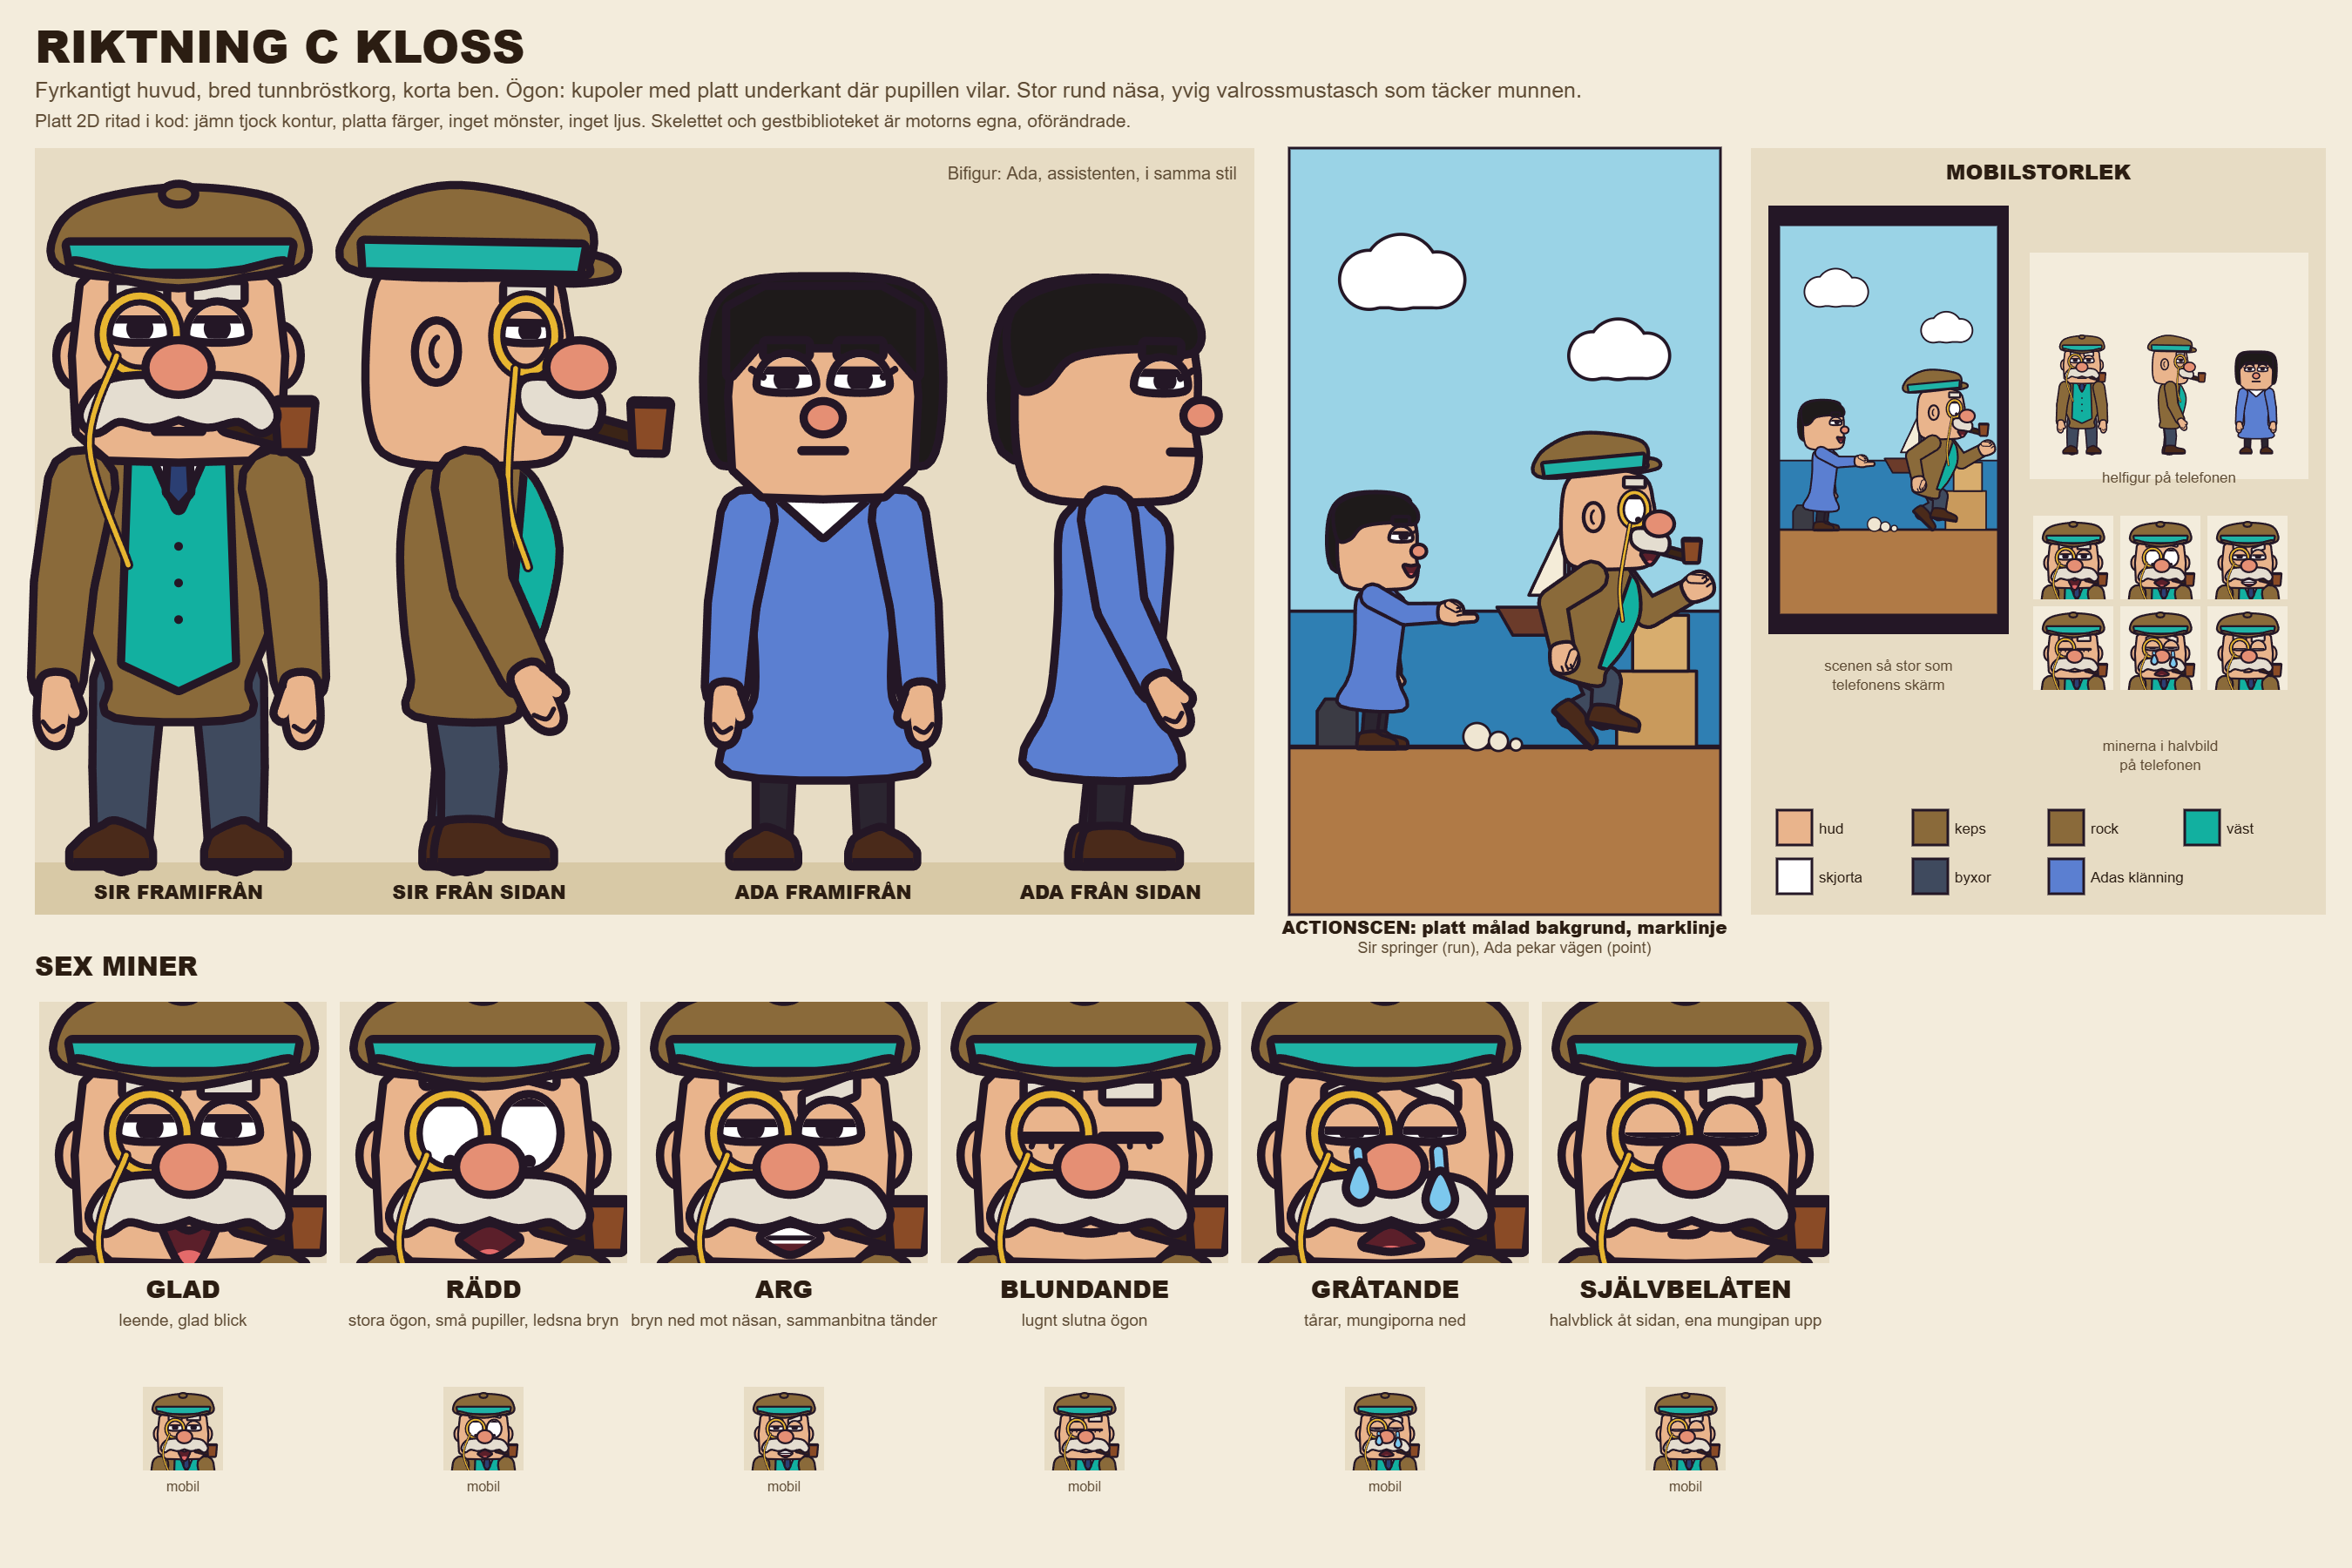 RIKTNING C KLOSS
Fyrkantigt huvud, bred tunnbröstkorg, korta ben. Ögon: kupoler med platt underkant där pupillen vilar. Stor rund näsa, yvig valrossmustasch som täcker munnen.
Platt 2D ritad i kod: jämn tjock kontur, platta färger, inget mönster, inget ljus. Skelettet och gestbiblioteket är motorns egna, oförändrade.
Bifigur: Ada, assistenten, i samma stil
SIR FRAMIFRÅN
SIR FRÅN SIDAN
ADA FRAMIFRÅN
ADA FRÅN SIDAN
ACTIONSCEN: platt målad bakgrund, marklinje
Sir springer (run), Ada pekar vägen (point)
MOBILSTORLEK
helfigur på telefonen
scenen så stor som
telefonens skärm
minerna i halvbild
på telefonen
hud
keps
rock
väst
skjorta
byxor
Adas klänning
SEX MINER
GLAD
leende, glad blick
RÄDD
stora ögon, små pupiller, ledsna bryn
ARG
bryn ned mot näsan, sammanbitna tänder
BLUNDANDE
lugnt slutna ögon
GRÅTANDE
tårar, mungiporna ned
SJÄLVBELÅTEN
halvblick åt sidan, ena mungipan upp
mobil
mobil
mobil
mobil
mobil
mobil